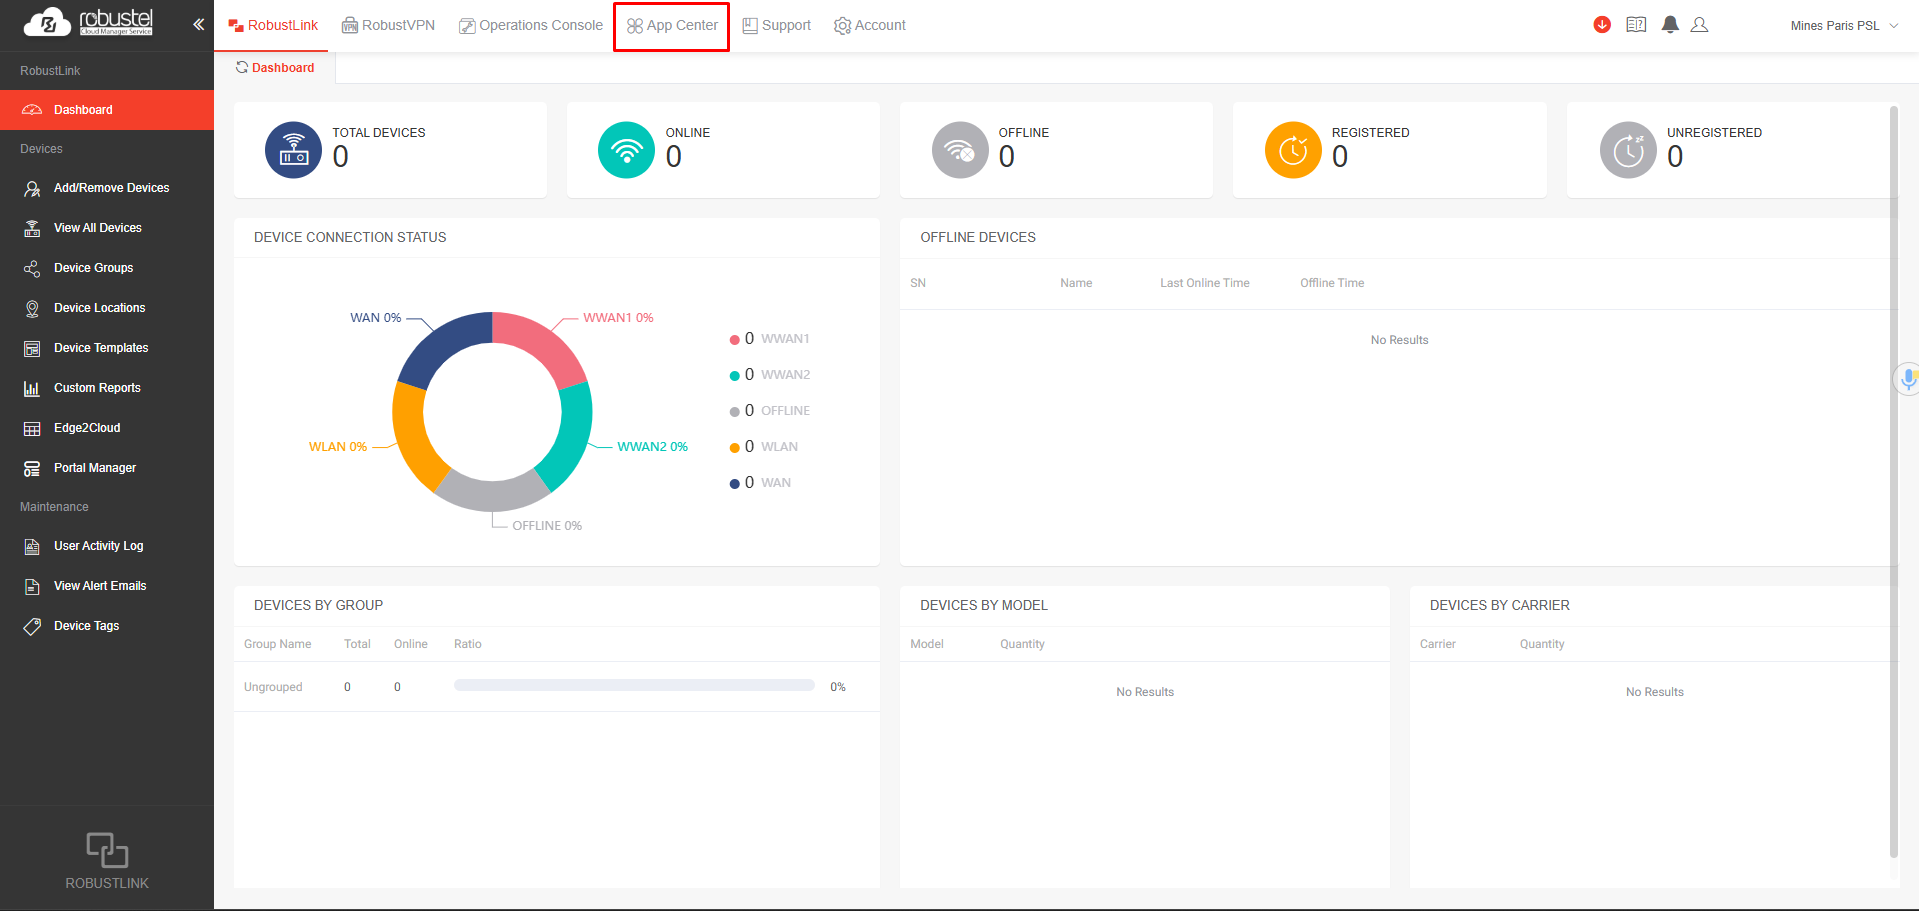 robustel
Cloud Manager Service
RobustLink
RobustVPN
Operations Console
App Center
Support
Account
Mines Paris PSL
RobustLink
Dashboard
Devices
Add/Remove Devices
View All Devices
Device Groups
Device Locations
Device Templates
Custom Reports
Edge2Cloud
Portal Manager
Maintenance
User Activity Log
View Alert Emails
Device Tags
ROBUSTLINK
Dashboard
TOTAL DEVICES
0
ONLINE
0
OFFLINE
0
REGISTERED
0
UNREGISTERED
0
DEVICE CONNECTION STATUS
WAN 0%
WWAN1 0%
WLAN 0%
WWAN2 0%
OFFLINE 0%
0 WWAN1
0 WWAN2
0 OFFLINE
0 WLAN
0 WAN
OFFLINE DEVICES
SN Name Last Online Time Offline Time
No Results
DEVICES BY GROUP
Group Name Total Online Ratio
Ungrouped 0 0 0%
DEVICES BY MODEL
Model Quantity
No Results
DEVICES BY CARRIER
Carrier Quantity
No Results